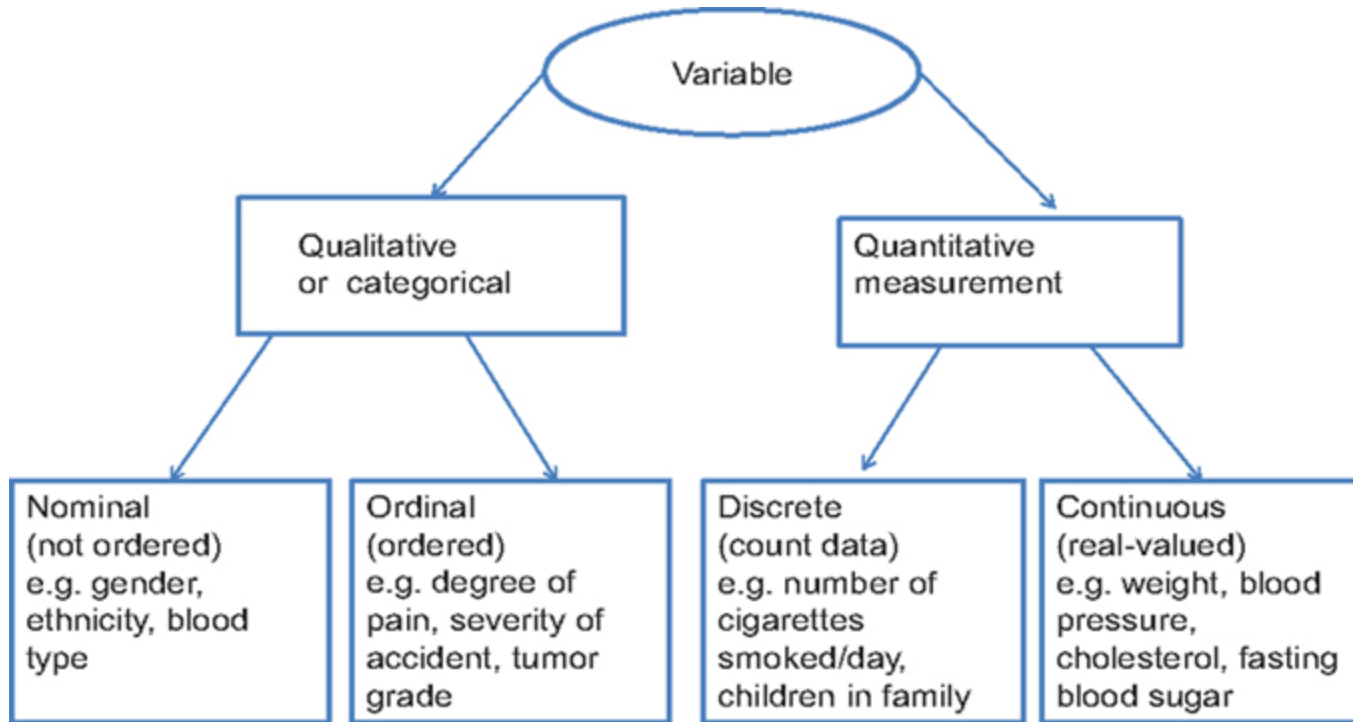 Variable
Qualitative
or categorical
Quantitative
measurement
Nominal
(not ordered)
e.g. gender,
ethnicity, blood
type
Ordinal
(ordered)
e.g. degree of
pain, severity of
accident, tumor
grade
Discrete
(count data)
e.g. number of
cigarettes
smoked/day,
children in family
Continuous
(real-valued)
e.g. weight, blood
pressure,
cholesterol, fasting
blood sugar